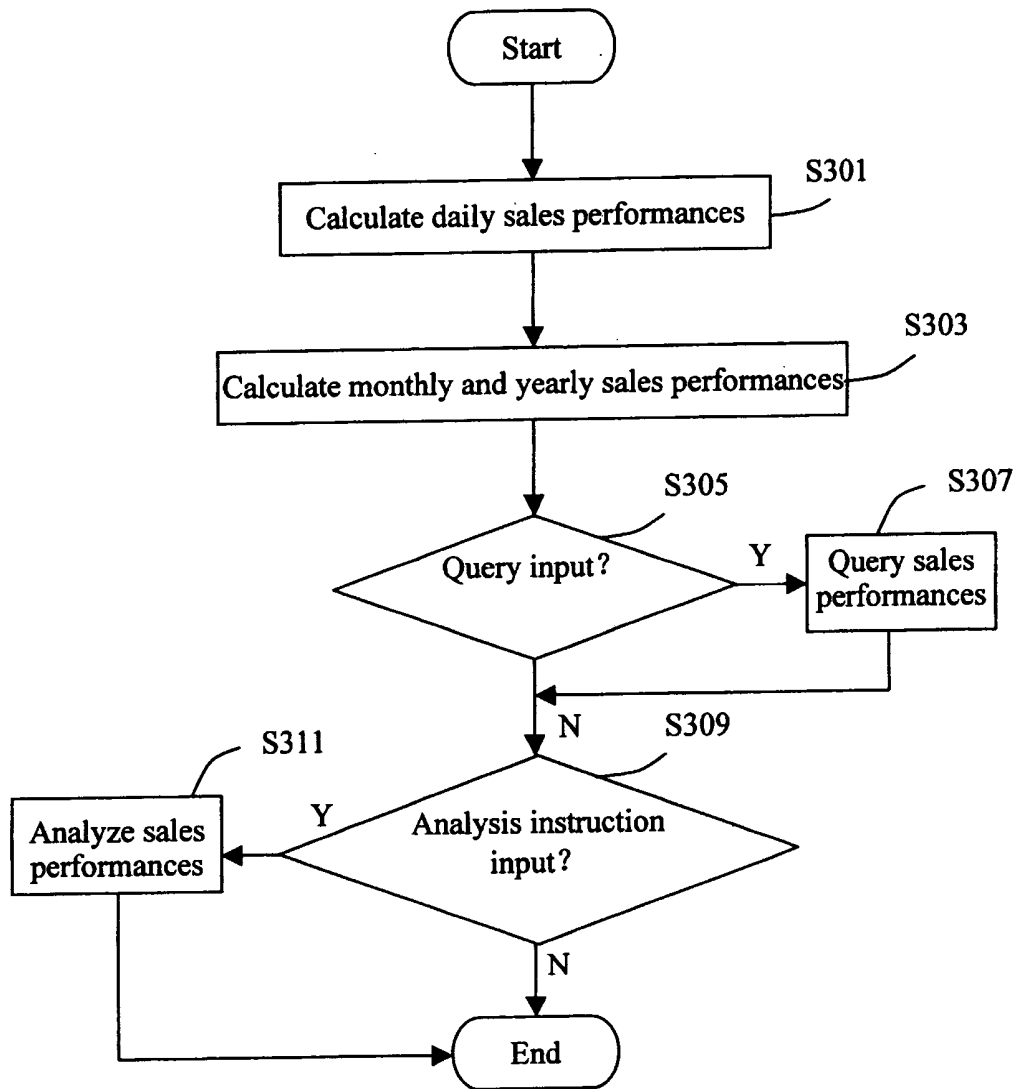 Start
S301
Calculate daily sales performances
S303
Calculate monthly and yearly sales performances
S305
S307
Query input?
Y
Query sales
performances
N
S309
S311
Y
Analyze sales
performances
Analysis instruction
input?
N
End